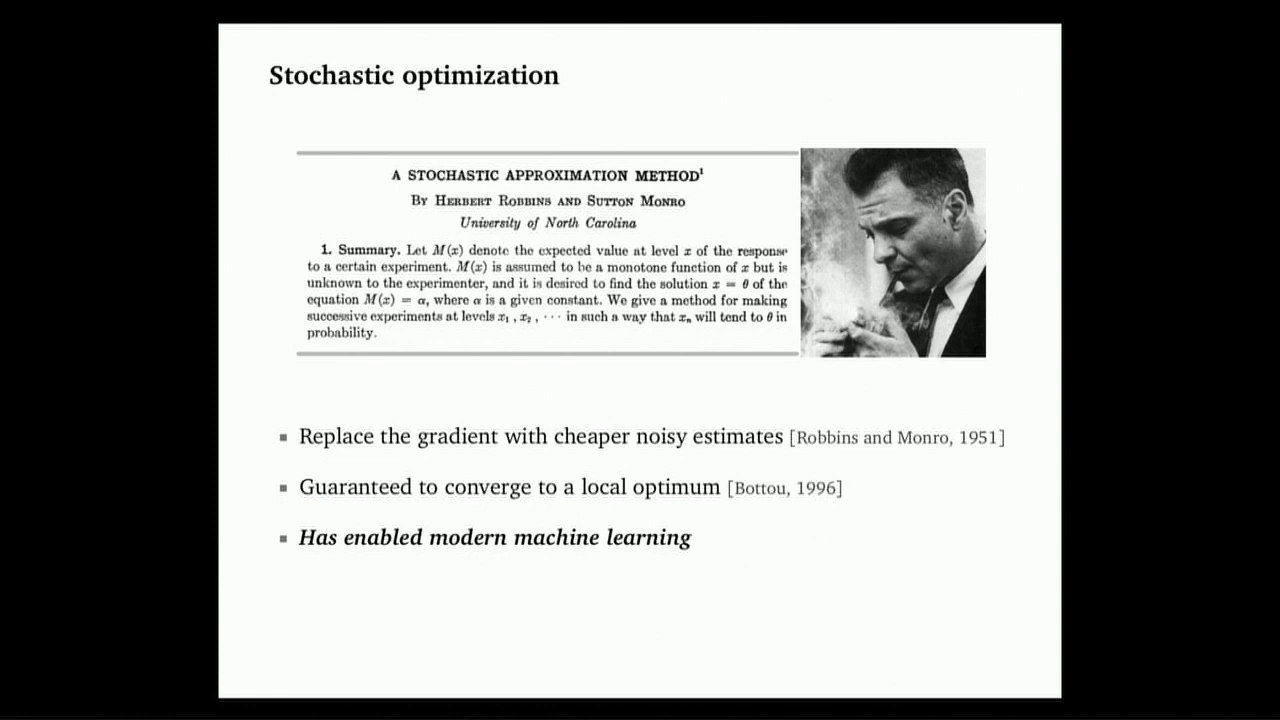 Stochastic optimization
A STOCHASTIC APPROXIMATION METHOD¹
By Herbert Robbins and Sutton Monro
University of North Carolina
1. Summary. Let M(x) denote the expected value at level x of the response
to a certain experiment. M(x) is assumed to be a monotone function of x but is
unknown to the experimenter, and it is desired to find the solution x = θ of the
equation M(x) = α, where α is a given constant. We give a method for making
successive experiments at levels x₁, x₂, ··· in such a way that xₙ will tend to θ in
probability.
▪ Replace the gradient with cheaper noisy estimates [Robbins and Monro, 1951]
▪ Guaranteed to converge to a local optimum [Bottou, 1996]
▪ Has enabled modern machine learning